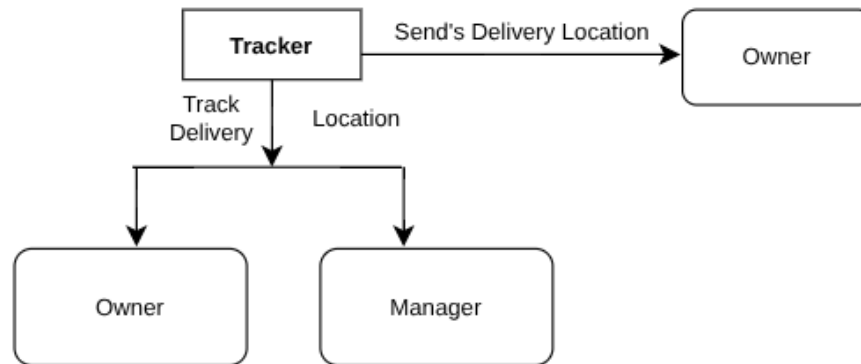 Tracker
Send's Delivery Location
Owner
Track
Delivery
Location
Owner
Manager